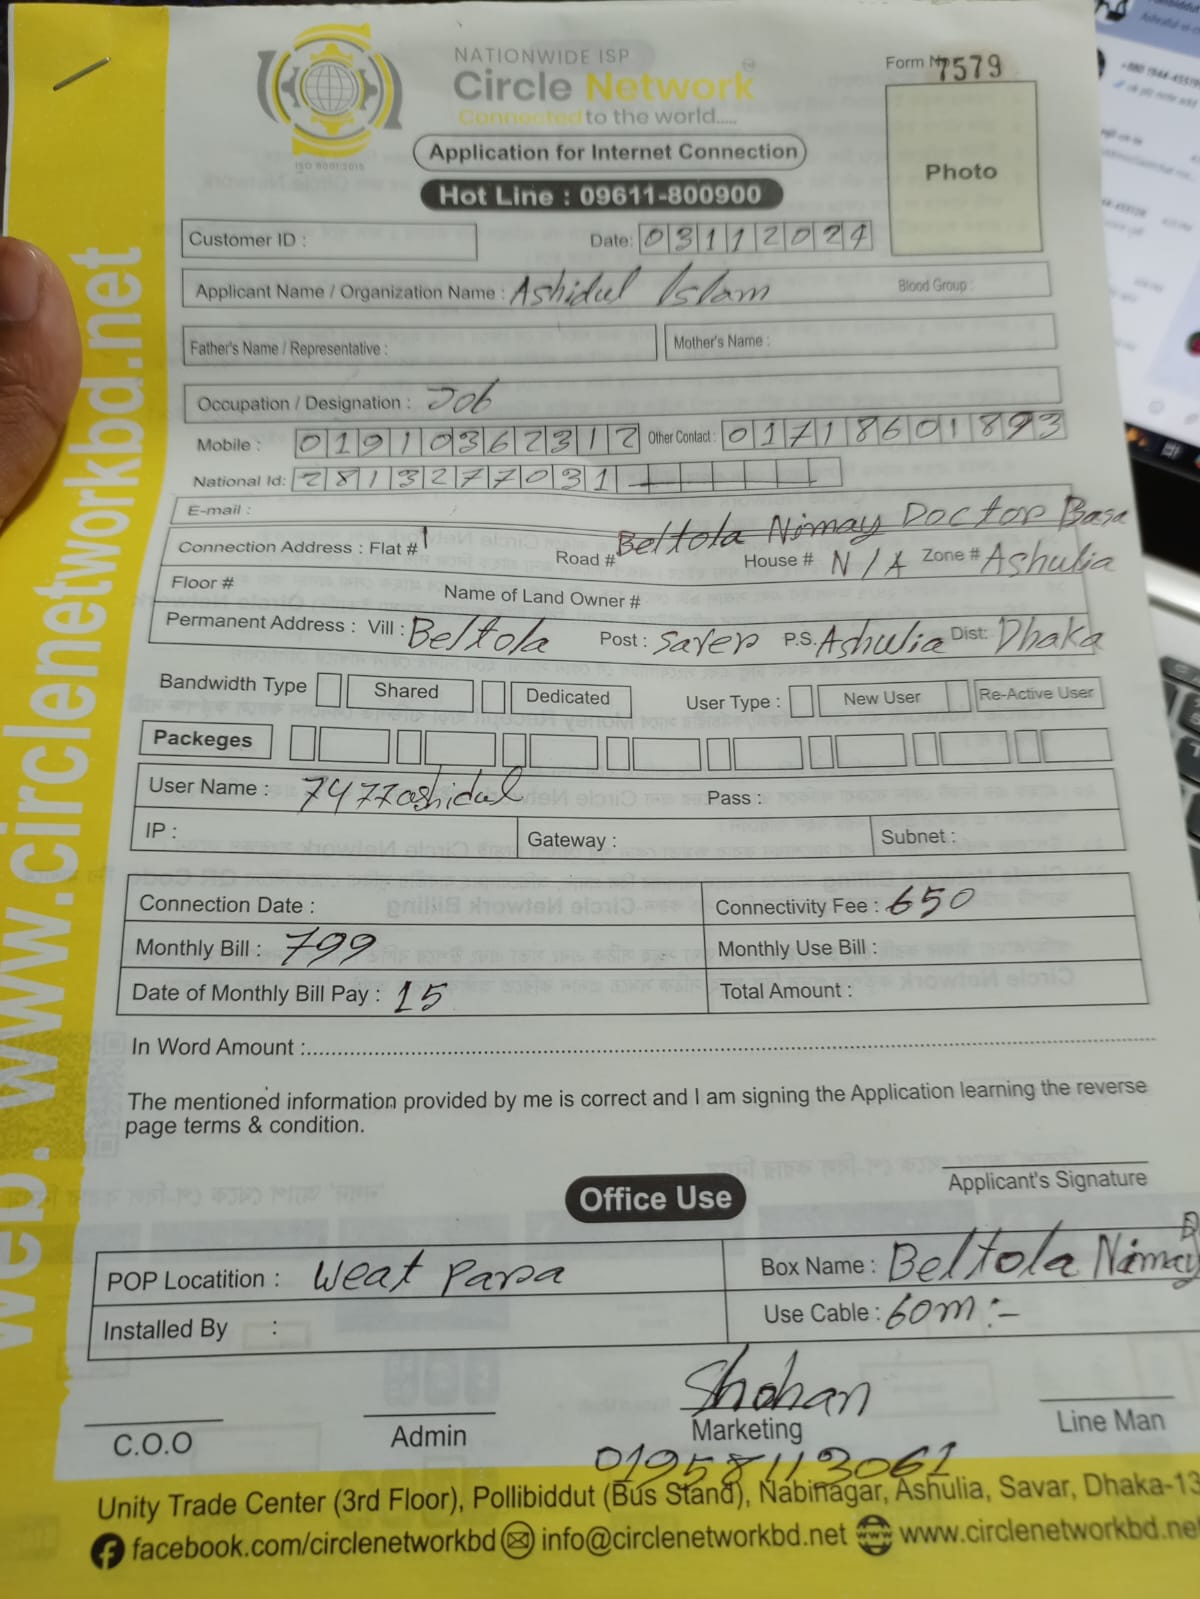 NATIONWIDE ISP
Circle Network
Connected to the world.....
ISO 9001:2015
Form No
7579
Photo
Application for Internet Connection
Hot Line : 09611-800900
Customer ID :
Date: 03112024
Applicant Name / Organization Name : Ashidul Islam Blood Group :
Father's Name / Representative : Mother's Name :
Occupation / Designation : Job
Mobile : 01910362312 Other Contact : 01718601893
National Id: 2813277031
E-mail :
Beltola Nimay Doctor Basa
Connection Address : Flat # Road # House # N/A Zone # Ashulia
Floor # Name of Land Owner #
Permanent Address : Vill : Beltola Post : Saver P.S. Ashulia Dist: Dhaka
Bandwidth Type Shared Dedicated User Type : New User Re-Active User
Packeges
User Name : 7477ashidul Pass :
IP : Gateway : Subnet :
Connection Date : Connectivity Fee : 650
Monthly Bill : 799 Monthly Use Bill :
Date of Monthly Bill Pay : 15 Total Amount :
In Word Amount :
The mentioned information provided by me is correct and I am signing the Application learning the reverse
page terms & condition.
Applicant's Signature
Office Use
POP Locatition : Weat Para Box Name : Beltola Nimay D
Installed By : Use Cable : 60m:-
Shohan
C.O.O Admin Marketing Line Man
01958113061
Unity Trade Center (3rd Floor), Pollibiddut (Bus Stand), Nabinagar, Ashulia, Savar, Dhaka-13
facebook.com/circlenetworkbd info@circlenetworkbd.net www.circlenetworkbd.ne
web: www.circlenetworkbd.net